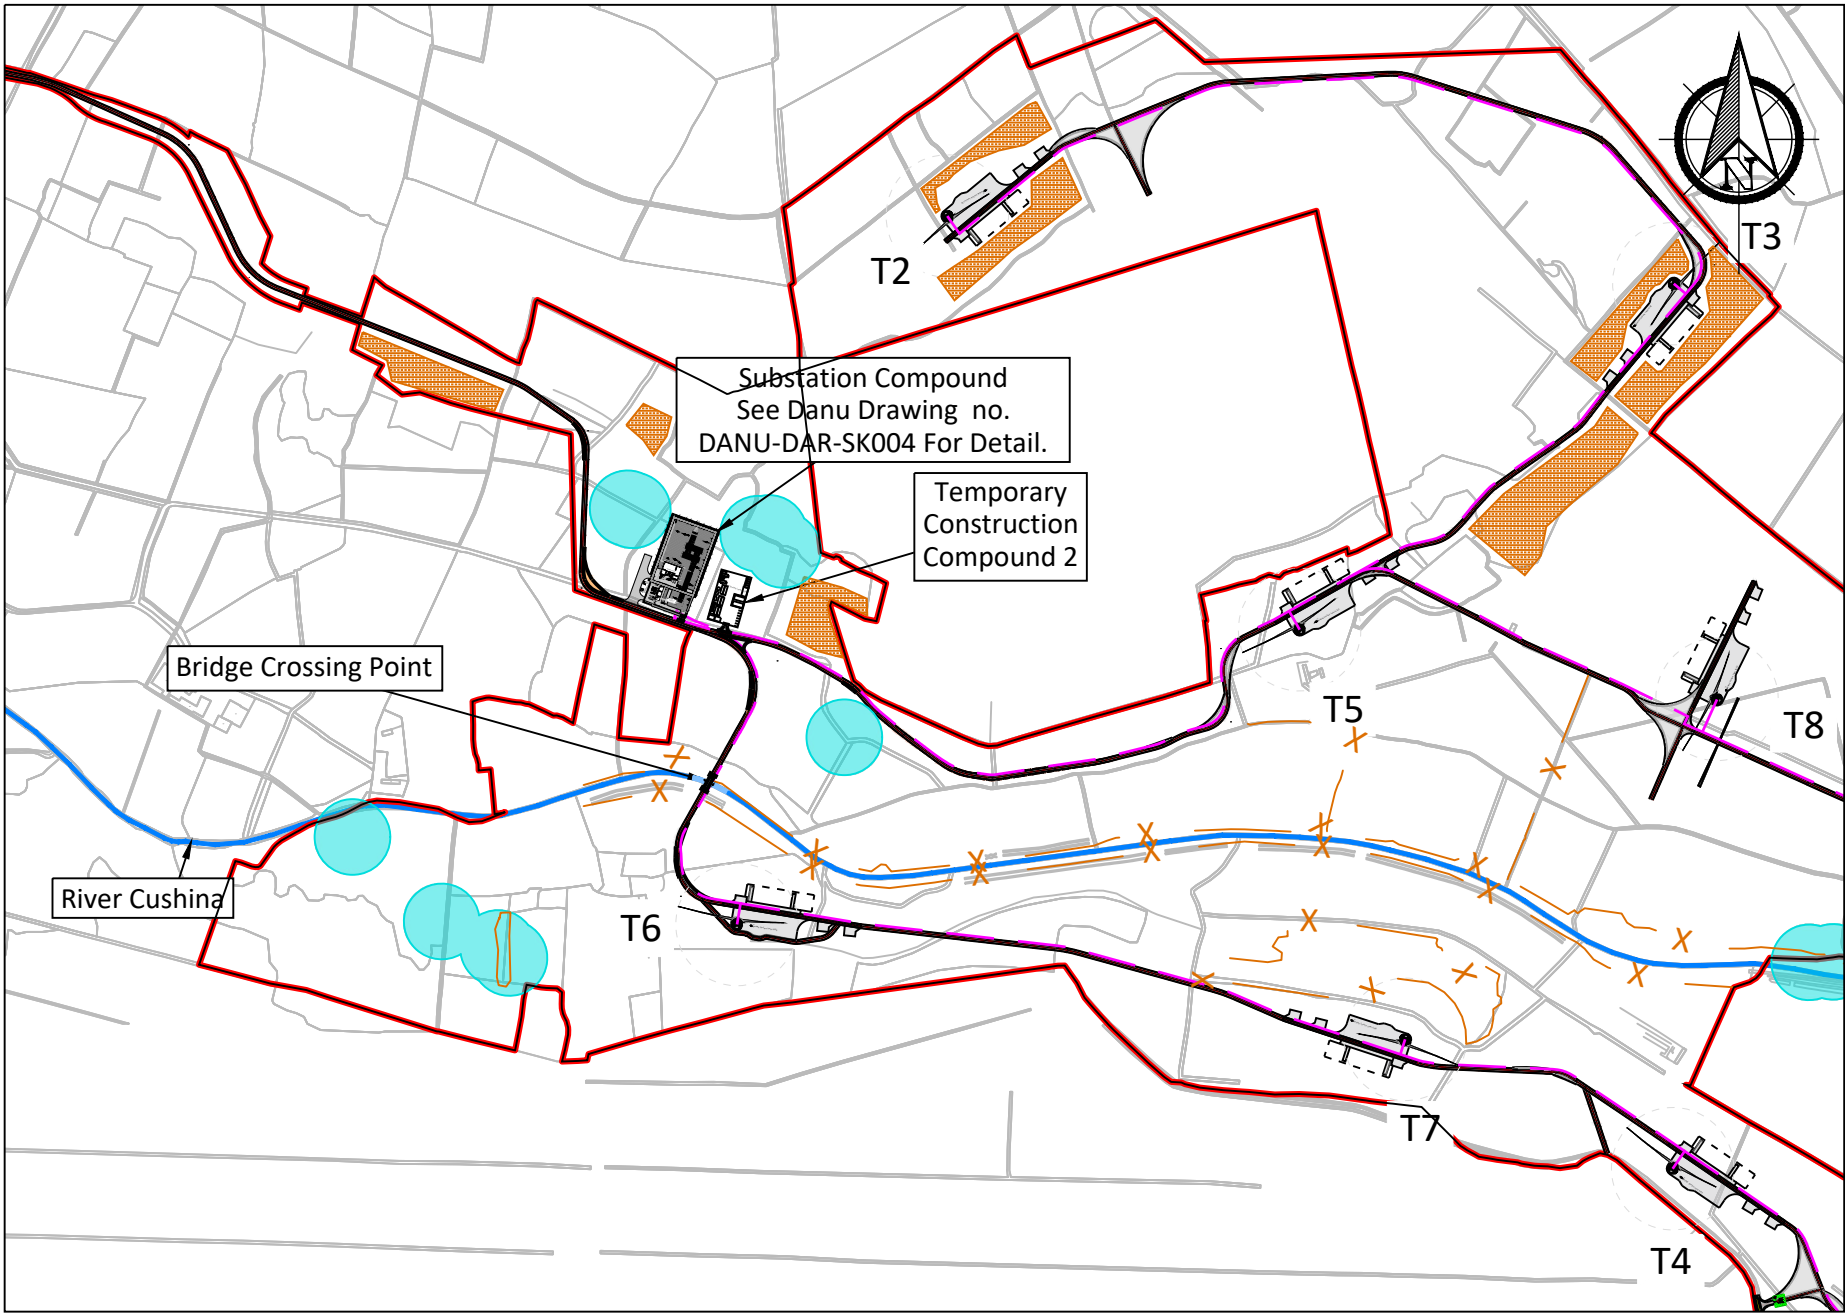 N
T3
T2
Substation Compound
See Danu Drawing no.
DANU-DAR-SK004 For Detail.
Temporary
Construction
Compound 2
Bridge Crossing Point
T5
T8
River Cushina
T6
T7
T4